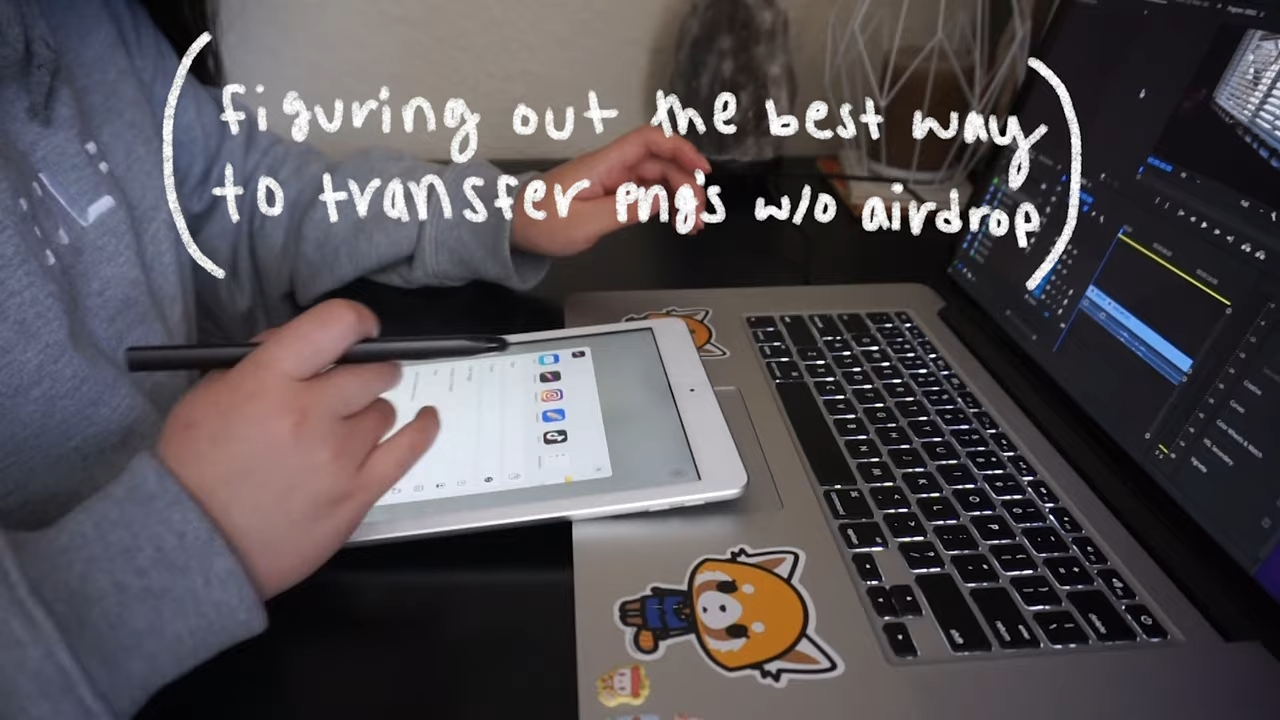 (figuring out the best way
to transfer png's w/o airdrop)